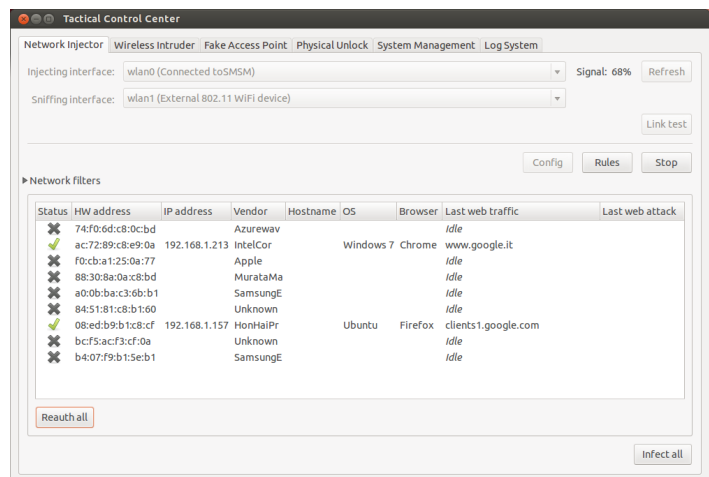 Tactical Control Center
Network Injector Wireless Intruder Fake Access Point Physical Unlock System Management Log System
Injecting interface: wlan0 (Connected toSMSM) Signal: 68% Refresh
Sniffing interface: wlan1 (External 802.11 WiFi device)
Link test
Config Rules Stop
Network filters
Status HW address IP address Vendor Hostname OS Browser Last web traffic Last web attack
74:f0:6d:c8:0c:bd Azurewav Idle
ac:72:89:c8:e9:0a 192.168.1.213 IntelCor Windows 7 Chrome www.google.it
f0:cb:a1:25:0a:77 Apple Idle
88:30:8a:0a:c8:bd MurataMa Idle
a0:0b:ba:c3:6b:b1 SamsungE Idle
84:51:81:c8:b1:60 Unknown Idle
08:ed:b9:b1:c8:cf 192.168.1.157 HonHaiPr Ubuntu Firefox clients1.google.com
bc:f5:ac:f3:cf:0a Unknown Idle
b4:07:f9:b1:5e:b1 SamsungE Idle
Reauth all
Infect all